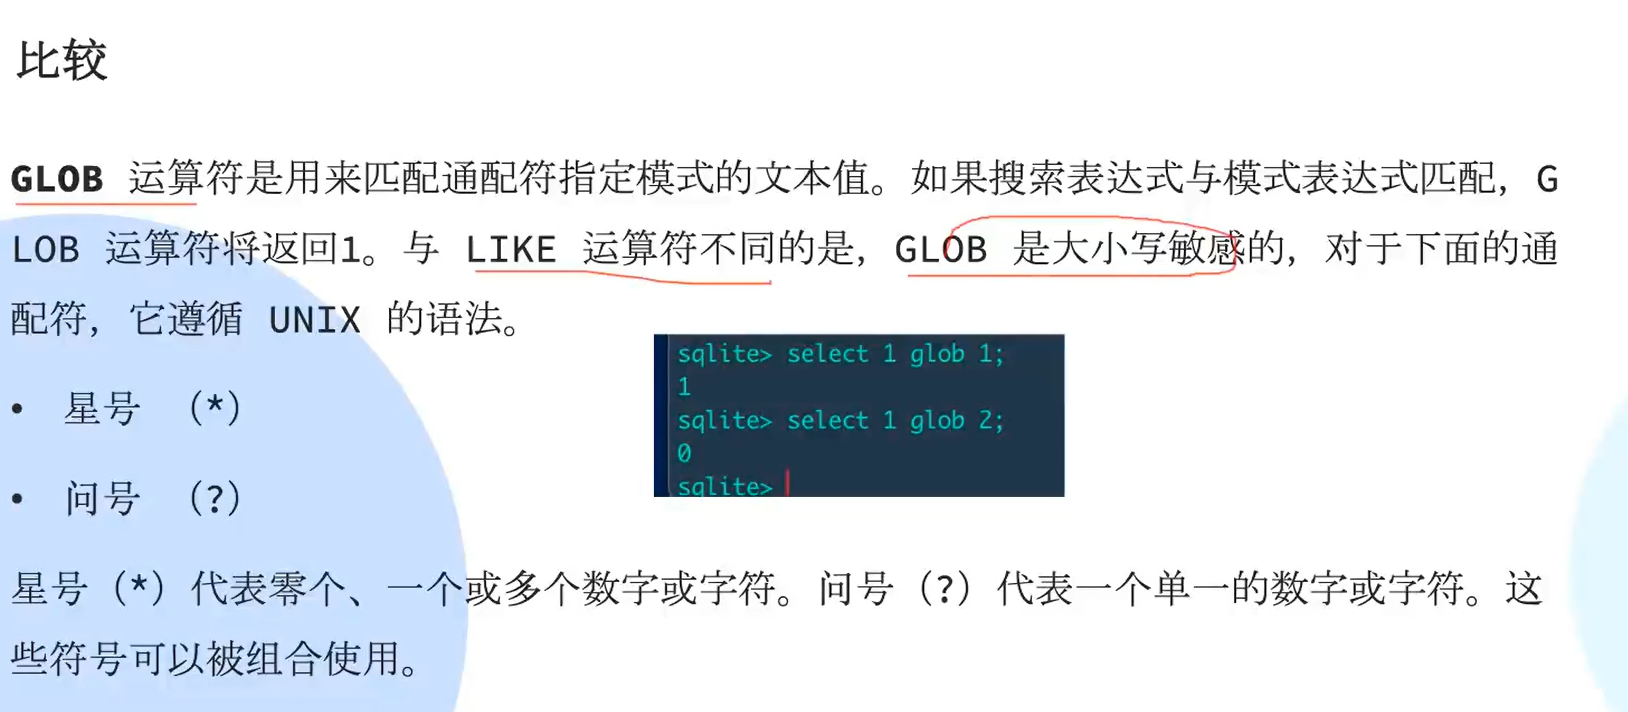 比较
GLOB 运算符是用来匹配通配符指定模式的文本值。如果搜索表达式与模式表达式匹配，G
LOB 运算符将返回1。与 LIKE 运算符不同的是，GLOB 是大小写敏感的，对于下面的通
配符，它遵循 UNIX 的语法。
sqlite> select 1 glob 1;
1
sqlite> select 1 glob 2;
0
sqlite>
• 星号 （*）
• 问号 （?）
星号（*）代表零个、一个或多个数字或字符。问号（?）代表一个单一的数字或字符。这
些符号可以被组合使用。